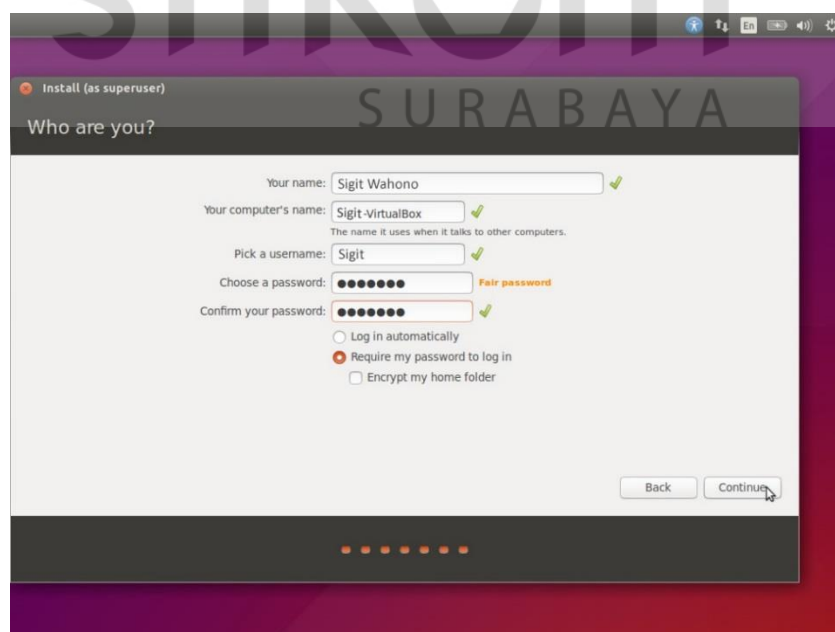 SURABAYA
En
Install (as superuser)
Who are you?
Your name: Sigit Wahono
Your computer's name: Sigit-VirtualBox
The name it uses when it talks to other computers.
Pick a username: Sigit
Choose a password: ●●●●●●● Fair password
Confirm your password: ●●●●●●●
Log in automatically
Require my password to log in
Encrypt my home folder
Back Continue